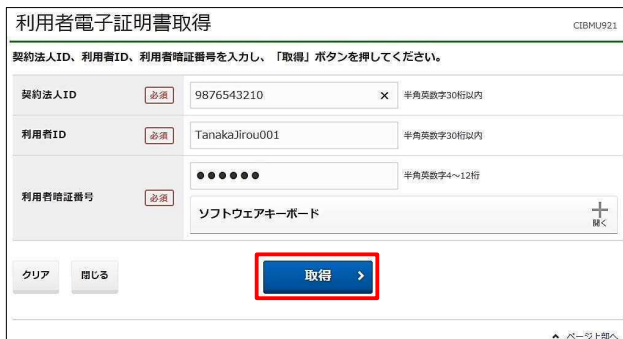 利用者電子証明書取得
CIBMU921
契約法人ID、利用者ID、利用者暗証番号を入力し、「取得」ボタンを押してください。
契約法人ID 必須 9876543210 × 半角英数字30桁以内
利用者ID 必須 TanakaJirou001 半角英数字30桁以内
利用者暗証番号 必須 ●●●●●● 半角英数字4～12桁
ソフトウェアキーボード 開く
クリア 閉じる 取得
ページ上部へ